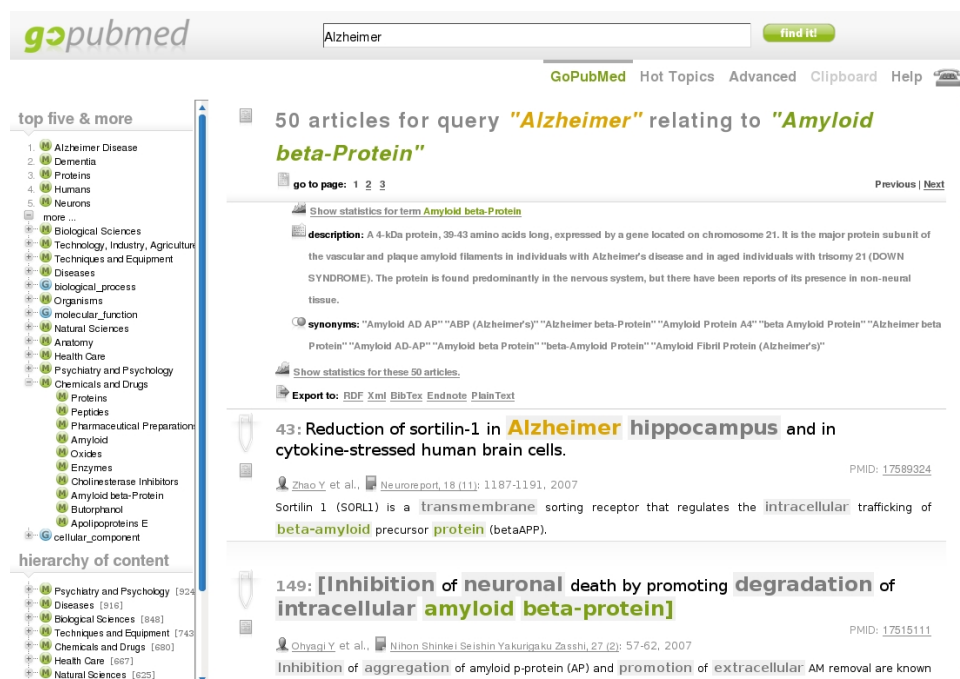 gopubmed
Alzheimer
find it!
GoPubMed Hot Topics Advanced Clipboard Help
top five & more
1. Alzheimer Disease
2. Dementia
3. Proteins
4. Humans
5. Neurons
more ...
Biological Sciences
Technology, Industry, Agriculture
Techniques and Equipment
Diseases
biological_process
Organisms
molecular_function
Natural Sciences
Anatomy
Health Care
Psychiatry and Psychology
Chemicals and Drugs
Proteins
Peptides
Pharmaceutical Preparations
Amyloid
Oxides
Enzymes
Cholinesterase Inhibitors
Amyloid beta-Protein
Butorphanol
Apolipoproteins E
cellular_component
hierarchy of content
Psychiatry and Psychology [924
Diseases [916]
Biological Sciences [848]
Techniques and Equipment [743
Chemicals and Drugs [680]
Health Care [667]
Natural Sciences [625]
50 articles for query "Alzheimer" relating to "Amyloid
beta-Protein"
go to page: 1 2 3
Previous | Next
Show statistics for term Amyloid beta-Protein
description: A 4-kDa protein, 39-43 amino acids long, expressed by a gene located on chromosome 21. It is the major protein subunit of
the vascular and plaque amyloid filaments in individuals with Alzheimer's disease and in aged individuals with trisomy 21 (DOWN
SYNDROME). The protein is found predominantly in the nervous system, but there have been reports of its presence in non-neural
tissue.
synonyms: "Amyloid AD AP" "ABP (Alzheimer's)" "Alzheimer beta-Protein" "Amyloid Protein A4" "beta Amyloid Protein" "Alzheimer beta
Protein" "Amyloid AD-AP" "Amyloid beta Protein" "beta-Amyloid Protein" "Amyloid Fibril Protein (Alzheimer's)"
Show statistics for these 50 articles.
Export to: RDF Xml BibTex Endnote PlainText
43: Reduction of sortilin-1 in Alzheimer hippocampus and in
cytokine-stressed human brain cells.
PMID: 17589324
Zhao Y et al., Neuroreport, 18 (11): 1187-1191, 2007
Sortilin 1 (SORL1) is a transmembrane sorting receptor that regulates the intracellular trafficking of
beta-amyloid precursor protein (betaAPP).
149: [Inhibition of neuronal death by promoting degradation of
intracellular amyloid beta-protein]
PMID: 17515111
Ohyagi Y et al., Nihon Shinkei Seishin Yakurigaku Zasshi, 27 (2): 57-62, 2007
Inhibition of aggregation of amyloid p-protein (AP) and promotion of extracellular AM removal are known